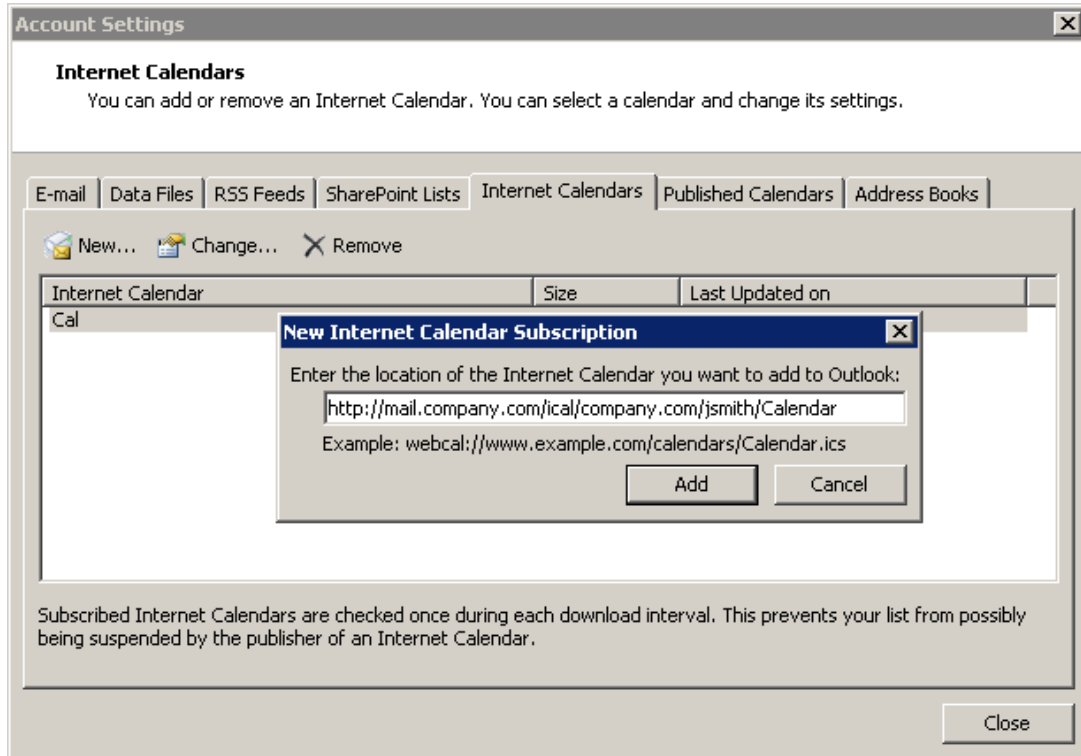 Account Settings
Internet Calendars
You can add or remove an Internet Calendar. You can select a calendar and change its settings.
E-mail Data Files RSS Feeds SharePoint Lists Internet Calendars Published Calendars Address Books
New... Change... Remove
Internet Calendar Size Last Updated on
Cal
New Internet Calendar Subscription
Enter the location of the Internet Calendar you want to add to Outlook:
http://mail.company.com/ical/company.com/jsmith/Calendar
Example: webcal://www.example.com/calendars/Calendar.ics
Add Cancel
Subscribed Internet Calendars are checked once during each download interval. This prevents your list from possibly
being suspended by the publisher of an Internet Calendar.
Close